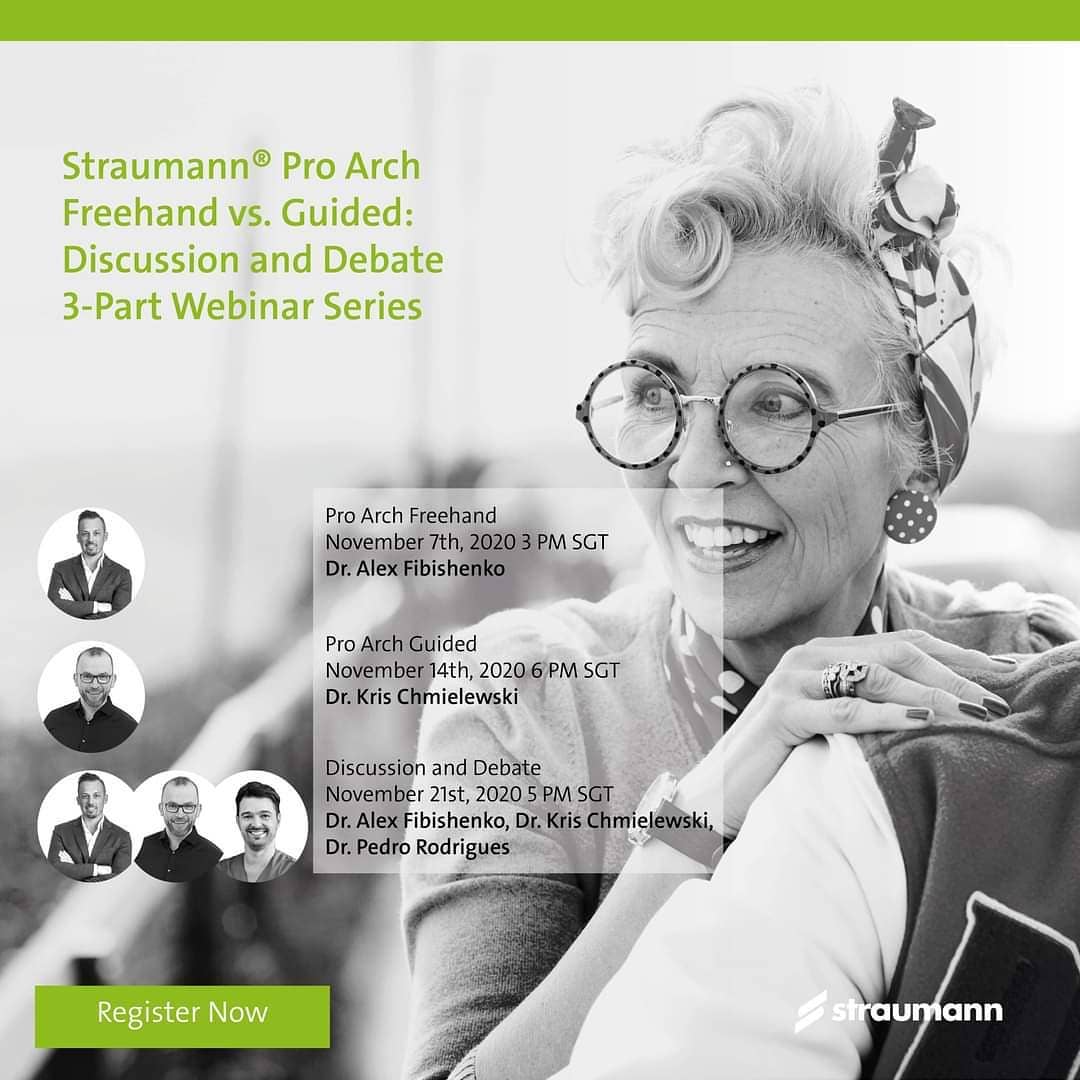 Straumann® Pro Arch
Freehand vs. Guided:
Discussion and Debate
3-Part Webinar Series
Pro Arch Freehand
November 7th, 2020 3 PM SGT
Dr. Alex Fibishenko
Pro Arch Guided
November 14th, 2020 6 PM SGT
Dr. Kris Chmielewski
Discussion and Debate
November 21st, 2020 5 PM SGT
Dr. Alex Fibishenko, Dr. Kris Chmielewski,
Dr. Pedro Rodrigues
Register Now
straumann